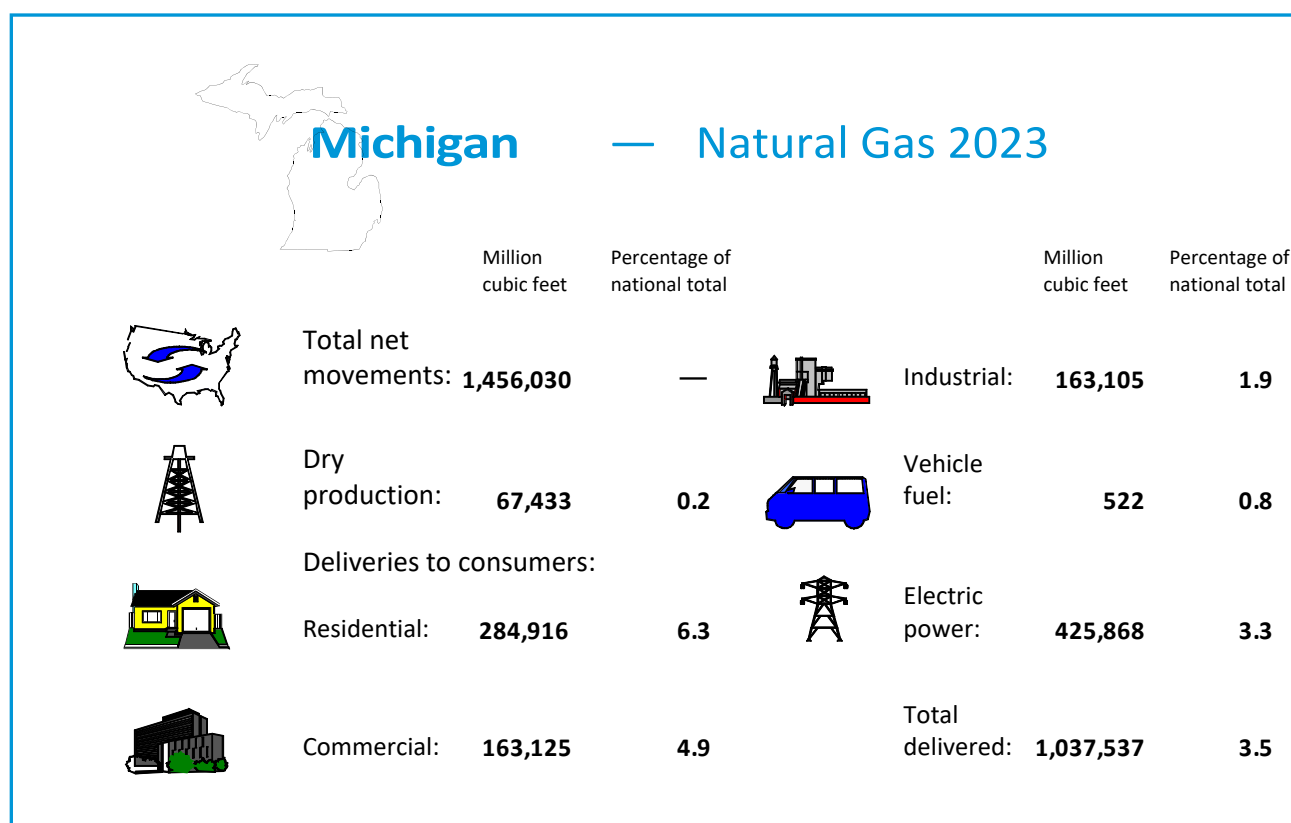 Michigan — Natural Gas 2023
Million cubic feet
Percentage of national total
Million cubic feet
Percentage of national total
Total net
movements: 1,456,030 —
Industrial: 163,105 1.9
Dry
production: 67,433 0.2
Vehicle
fuel: 522 0.8
Deliveries to consumers:
Residential: 284,916 6.3
Electric
power: 425,868 3.3
Commercial: 163,125 4.9
Total
delivered: 1,037,537 3.5